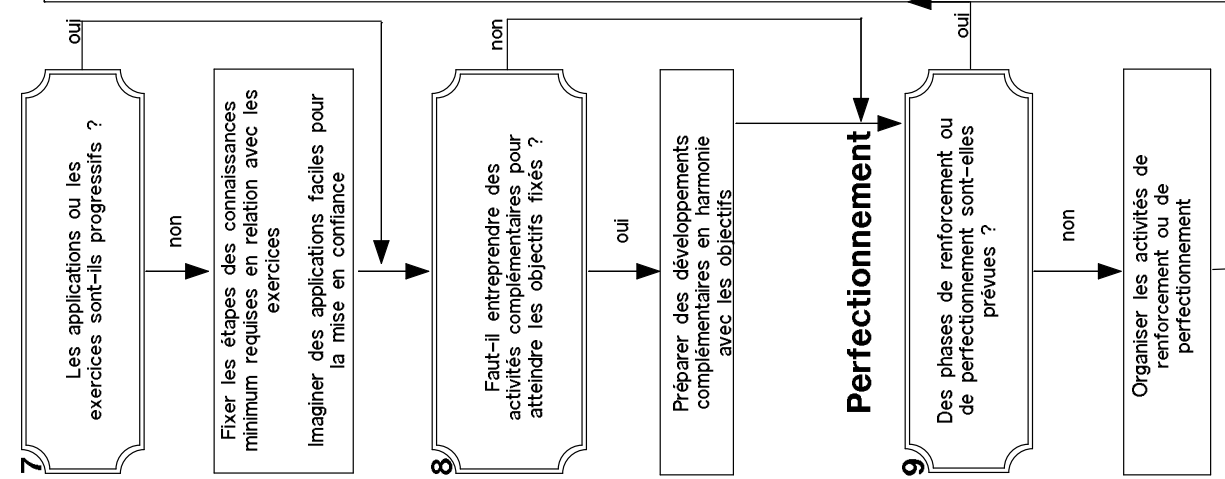 7
Les applications ou les
exercices sont-ils progressifs ?
oui
non
Fixer les étapes des connaissances
minimum requises en relation avec les
exercices
Imaginer des applications faciles pour
la mise en confiance
8
Faut-il entreprendre des
activités complémentaires pour
atteindre les objectifs fixés ?
non
oui
Préparer des développements
complémentaires en harmonie
avec les objectifs
Perfectionnement
9
Des phases de renforcement ou
de perfectionnement sont-elles
prévues ?
oui
non
Organiser les activités de
renforcement ou de
perfectionnement